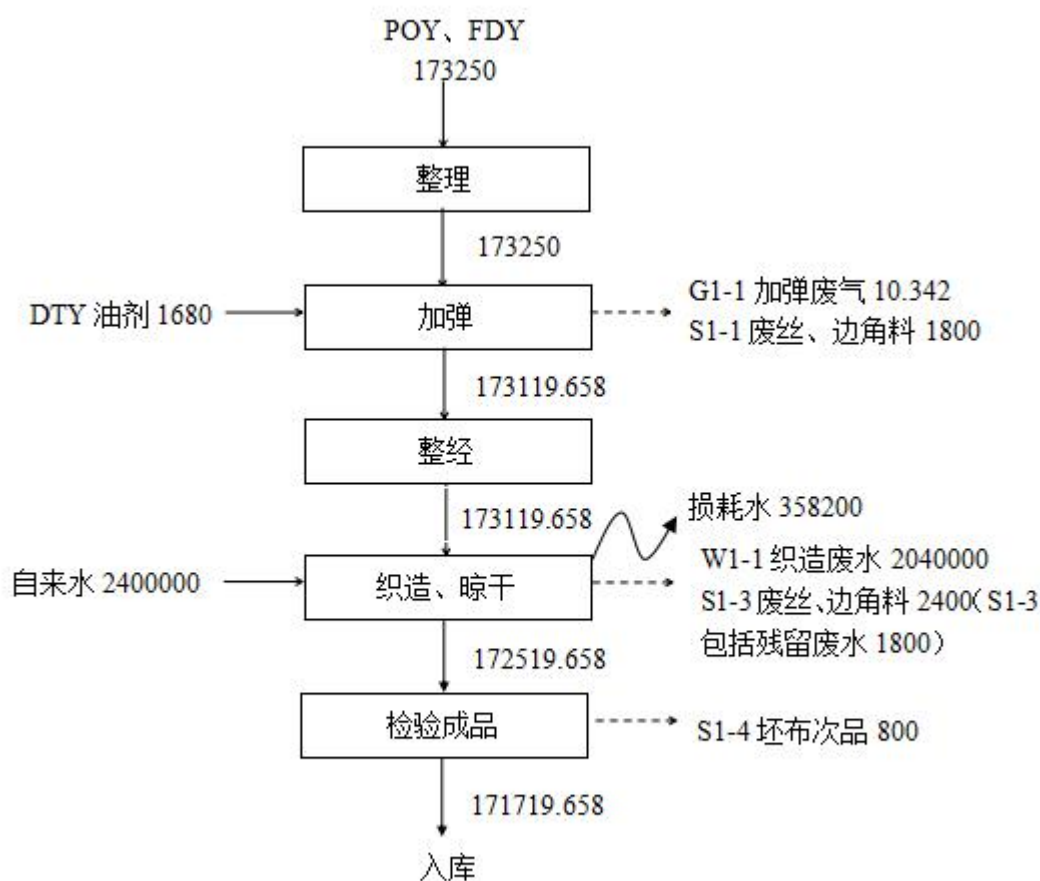 POY、FDY
173250
整理
173250
DTY 油剂 1680
加弹
G1-1 加弹废气 10.342
S1-1 废丝、边角料 1800
173119.658
整经
173119.658
损耗水 358200
自来水 2400000
织造、晾干
W1-1 织造废水 2040000
S1-3 废丝、边角料 2400（S1-3
包括残留废水 1800）
172519.658
检验成品
S1-4 坯布次品 800
171719.658
入库